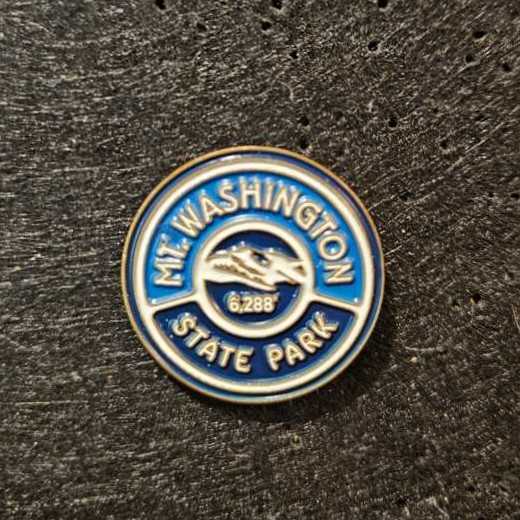 MT. WASHINGTON
6,288'
STATE PARK